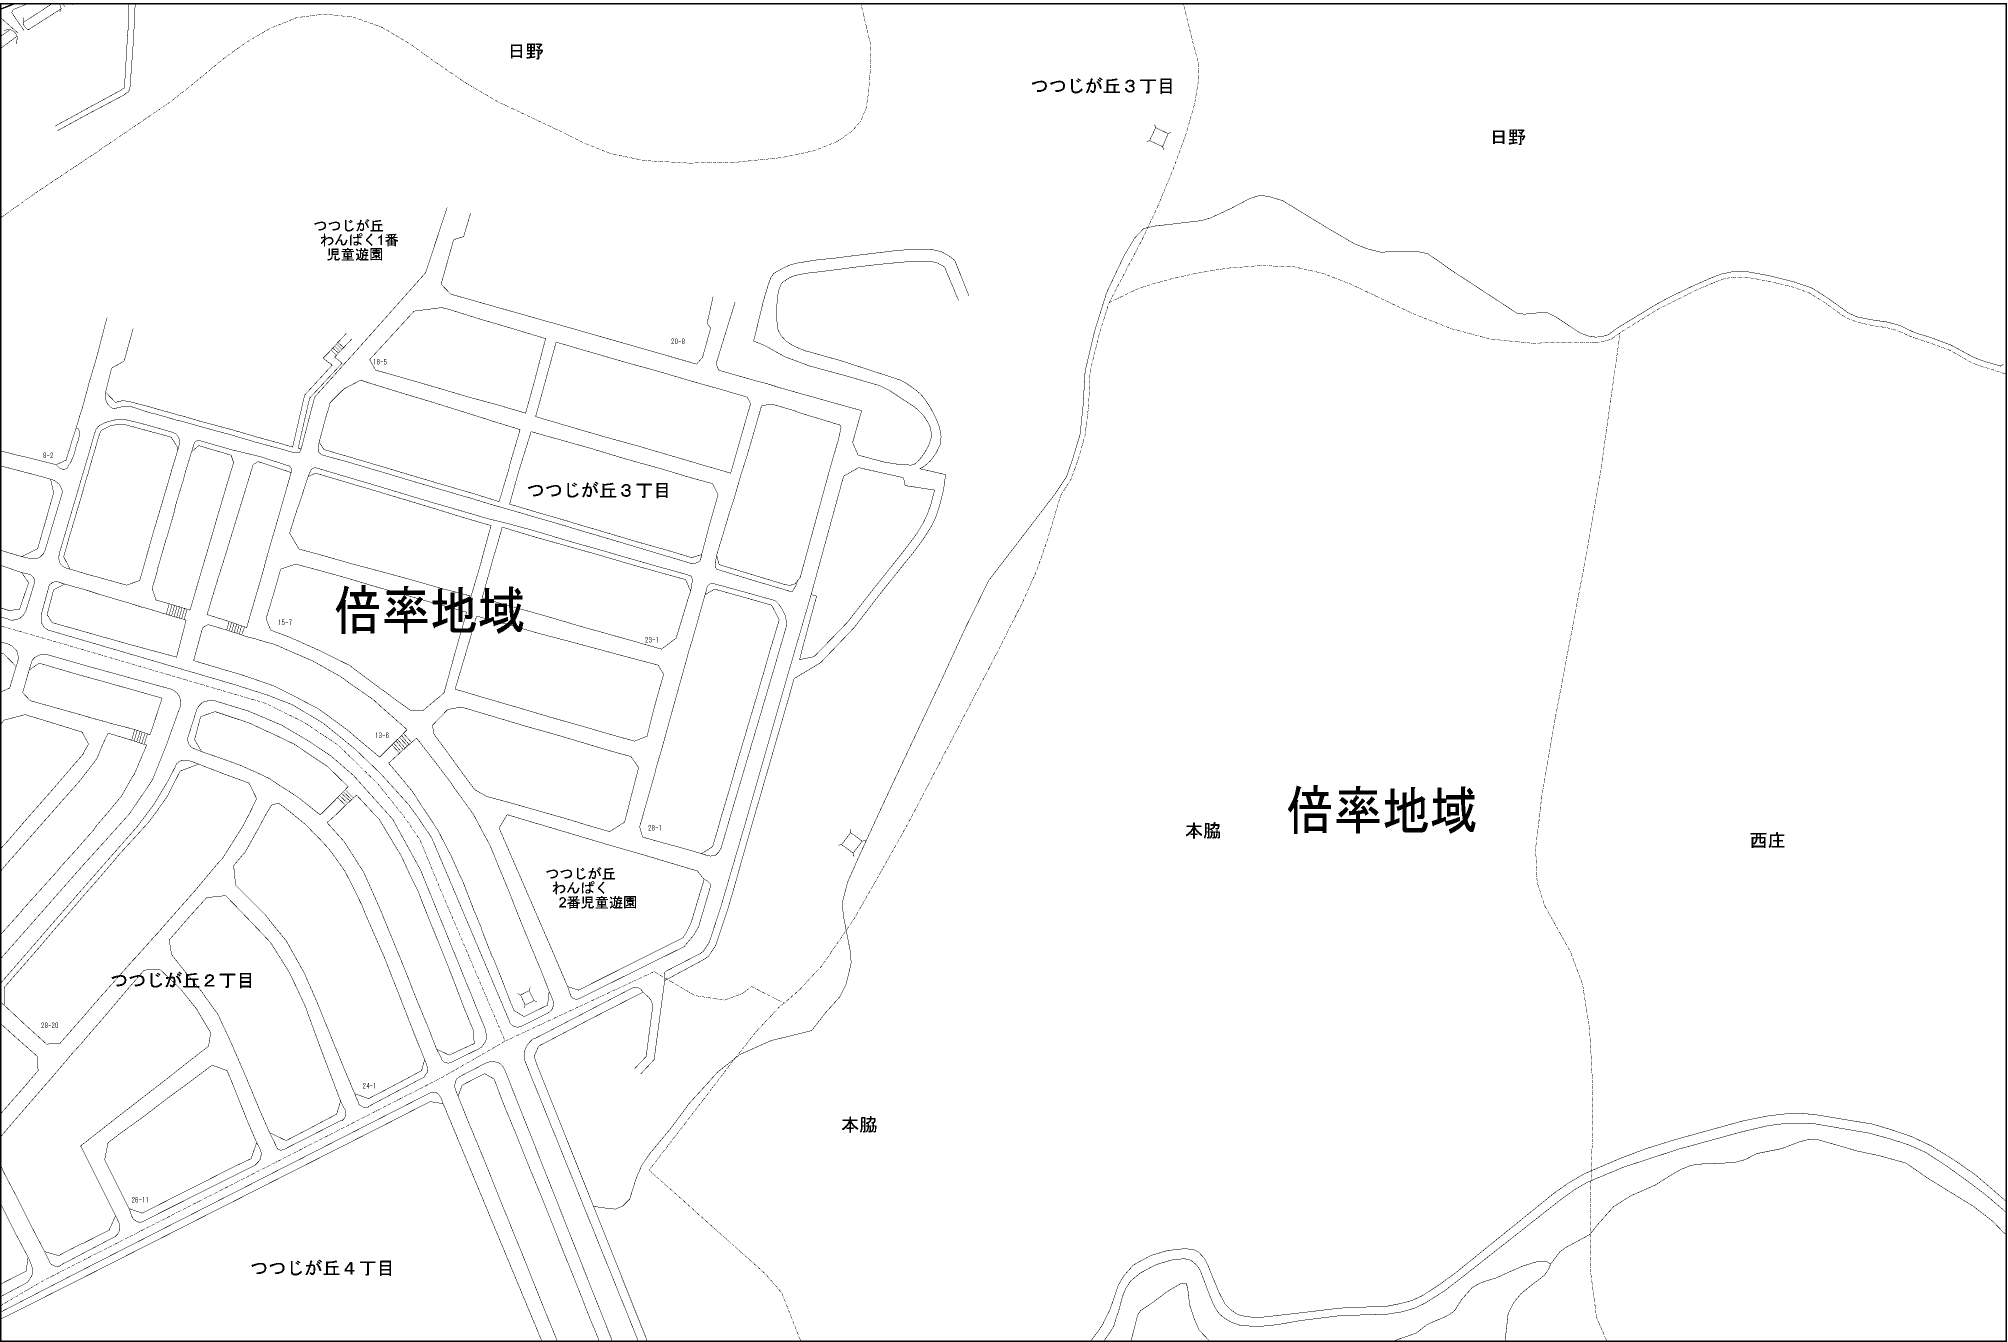 日野
つつじが丘３丁目
日野
つつじが丘
わんぱく1番
児童遊園
20-8
18-5
8-2
つつじが丘３丁目
倍率地域
15-7
23-1
13-6
28-1
倍率地域
本脇
西庄
つつじが丘
わんぱく
2番児童遊園
つつじが丘２丁目
28-20
24-1
本脇
26-11
つつじが丘４丁目